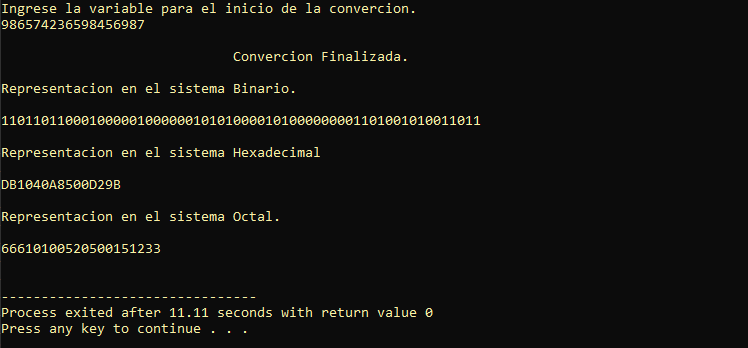 Ingrese la variable para el inicio de la convercion.
986574236598456987
Convercion Finalizada.
Representacion en el sistema Binario.
110110110001000001000000101010000101000000001101001010011011
Representacion en el sistema Hexadecimal
DB1040A8500D29B
Representacion en el sistema Octal.
66610100520500151233
--------------------------------
Process exited after 11.11 seconds with return value 0
Press any key to continue . . .